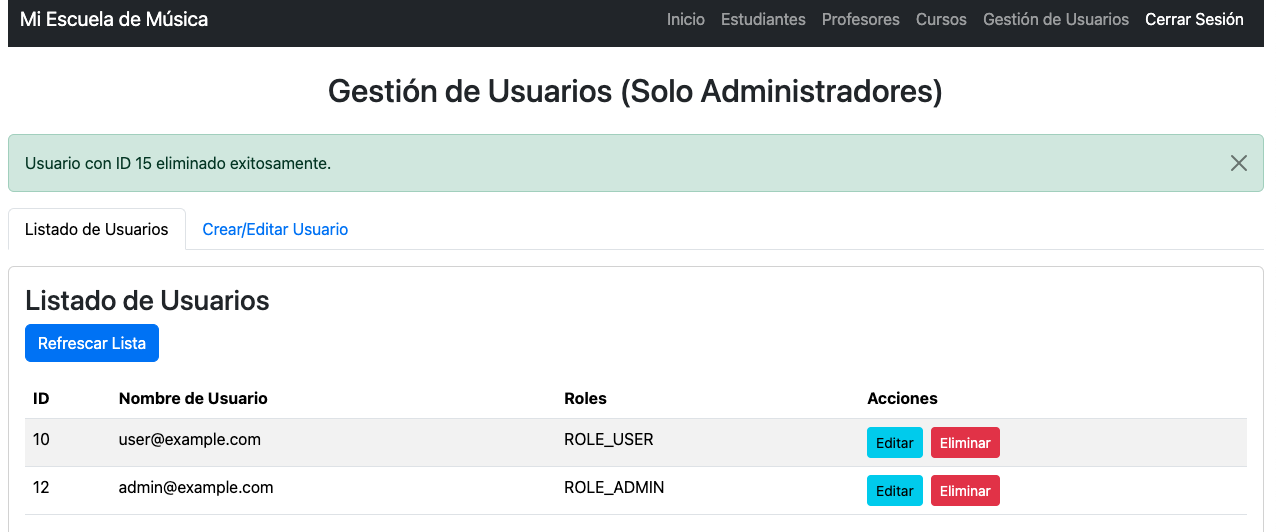 Mi Escuela de Música Inicio Estudiantes Profesores Cursos Gestión de Usuarios Cerrar Sesión
Gestión de Usuarios (Solo Administradores)
Usuario con ID 15 eliminado exitosamente.
Listado de Usuarios Crear/Editar Usuario
Listado de Usuarios
Refrescar Lista
ID Nombre de Usuario Roles Acciones
10 user@example.com ROLE_USER Editar Eliminar
12 admin@example.com ROLE_ADMIN Editar Eliminar